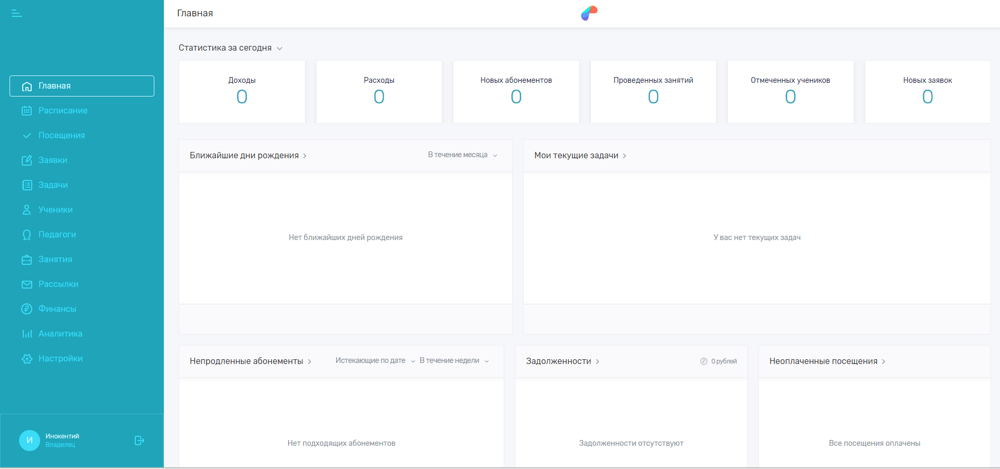 Главная
Статистика за сегодня
Доходы
0
Расходы
0
Новых абонементов
0
Проведенных занятий
0
Отмеченных учеников
0
Новых заявок
0
Главная
Расписание
Посещения
Заявки
Задачи
Ученики
Педагоги
Занятия
Рассылки
Финансы
Аналитика
Настройки
И
Инокентий
Владелец
Ближайшие дни рождения
В течение месяца
Нет ближайших дней рождения
Мои текущие задачи
У вас нет текущих задач
Непродленные абонементы
Истекающие по дате
В течение недели
Нет подходящих абонементов
Задолженности
0 рублей
Задолженности отсутствуют
Неоплаченные посещения
Все посещения оплачены